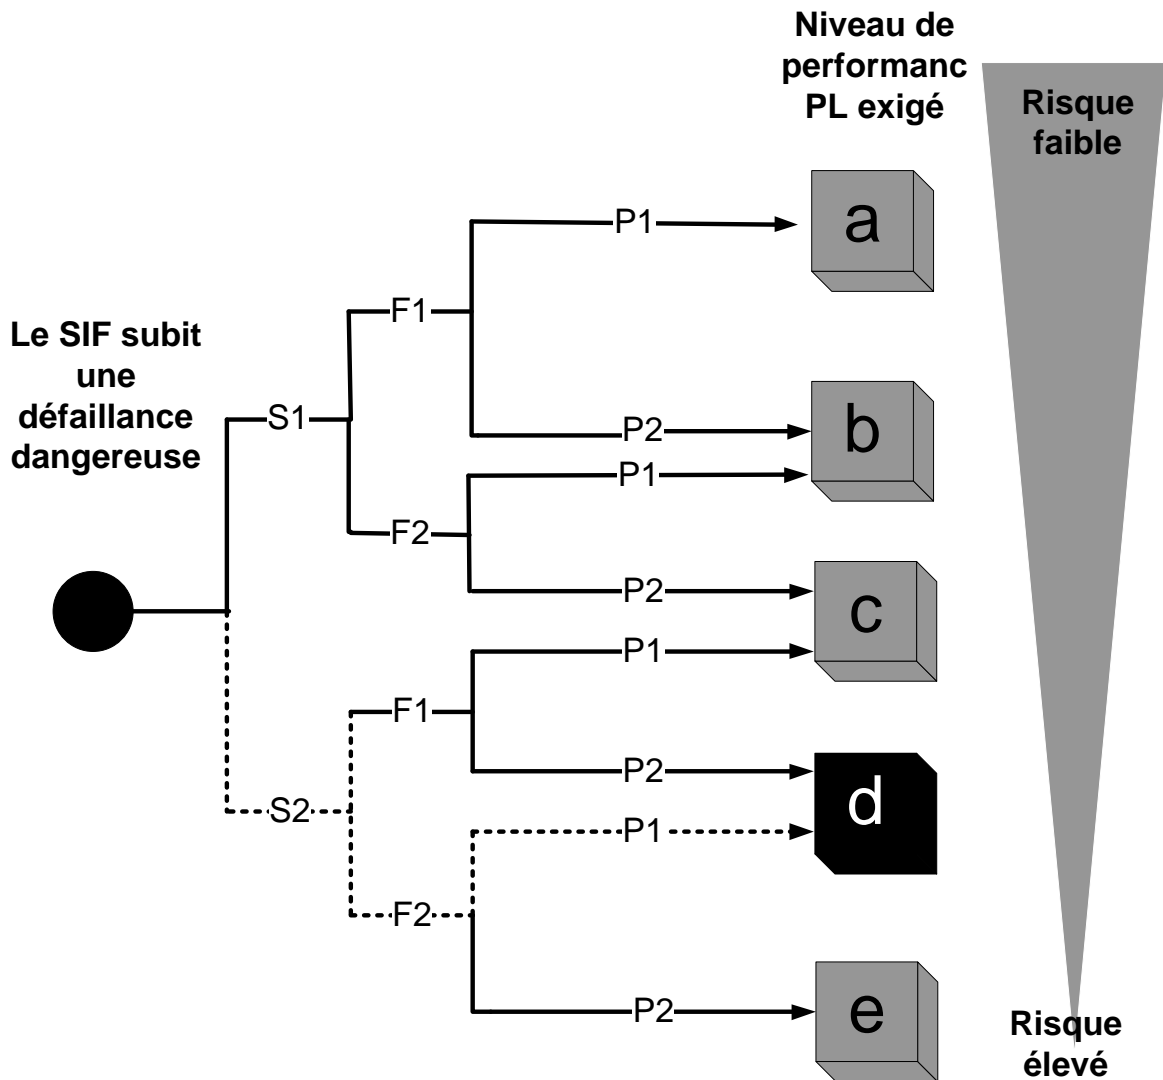 Niveau de
performanc
PL exigé
Risque
faible
a
P1
F1
Le SIF subit
une
défaillance
dangereuse
S1
b
P2
P1
F2
P2
c
P1
F1
P2
d
S2
P1
F2
P2
e
Risque
élevé